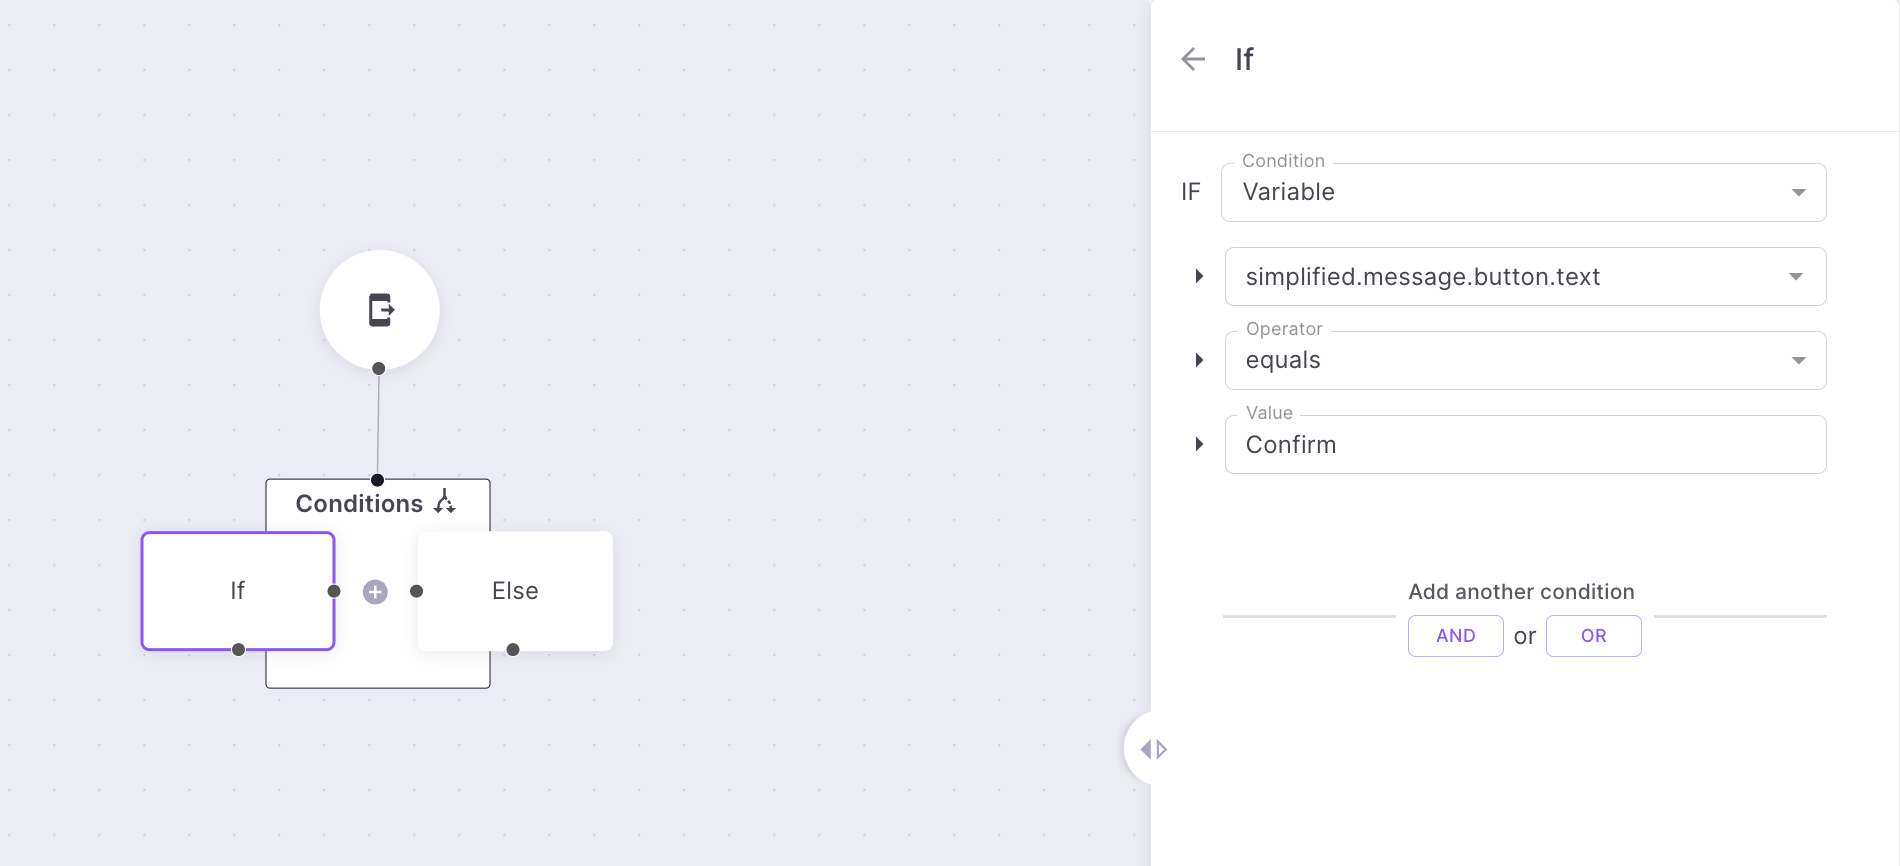 Conditions
If
Else
If
Condition
IF
Variable
simplified.message.button.text
Operator
equals
Value
Confirm
Add another condition
AND or OR